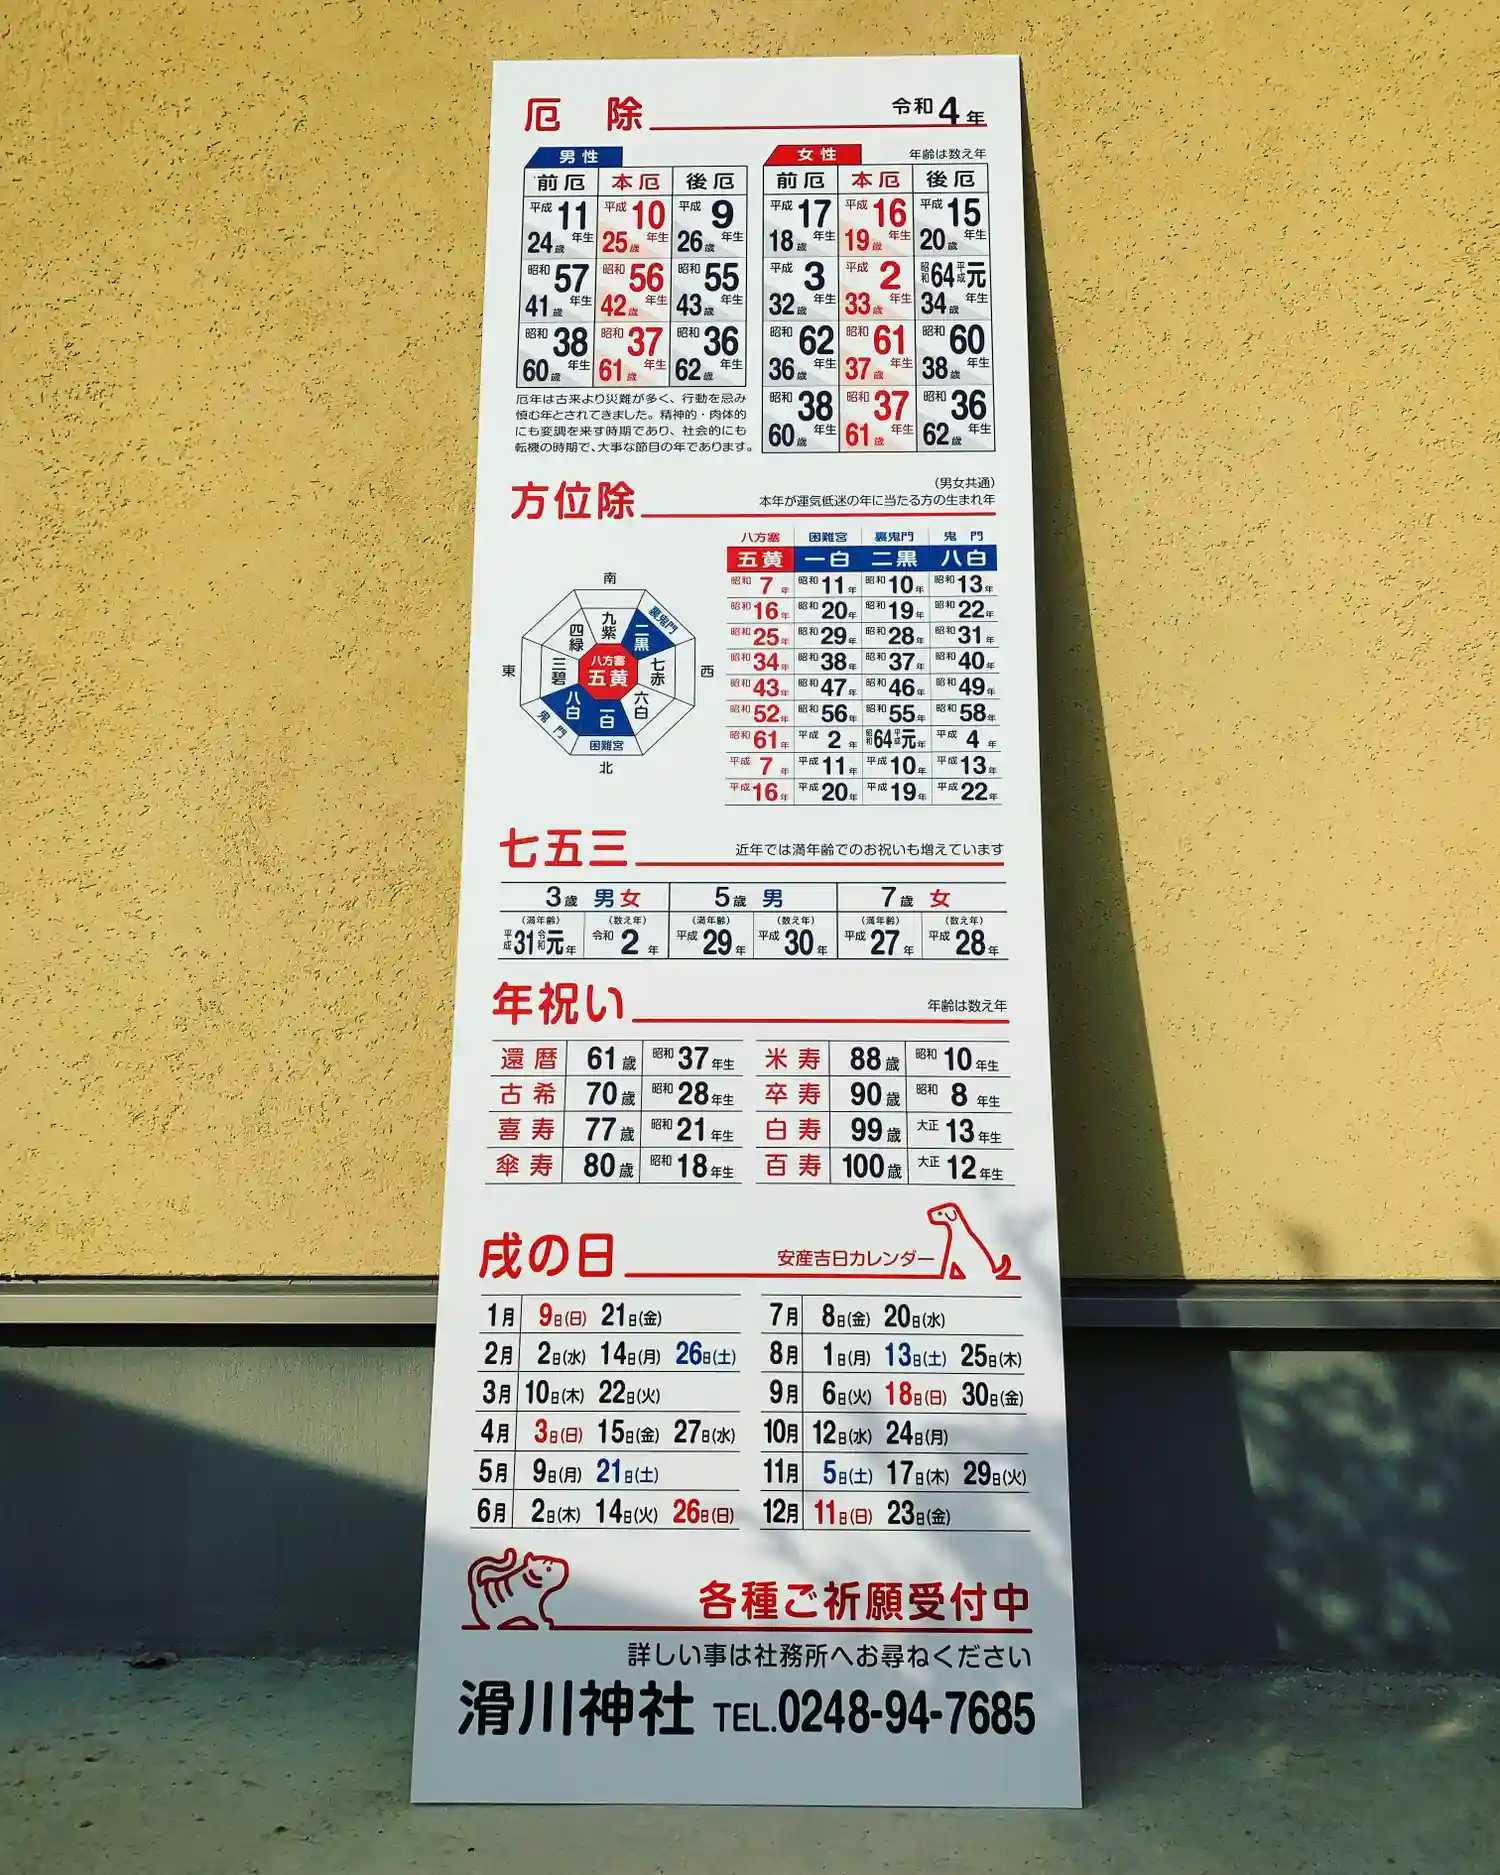 厄除 令和4年
男性
前厄 本厄 後厄
平成11年生 24歳 平成10年生 25歳 平成9年生 26歳
昭和57年生 41歳 昭和56年生 42歳 昭和55年生 43歳
昭和38年生 60歳 昭和37年生 61歳 昭和36年生 62歳
厄年は古来より災難が多く、行動を忌み
慎む年とされてきました。精神的・肉体的
にも変調を来す時期であり、社会的にも
転機の時期で、大事な節目の年であります。
女性 年齢は数え年
前厄 本厄 後厄
平成17年生 18歳 平成16年生 19歳 平成15年生 20歳
平成3年生 32歳 平成2年生 33歳 昭和64平成元年生 34歳
昭和62年生 36歳 昭和61年生 37歳 昭和60年生 38歳
昭和38年生 60歳 昭和37年生 61歳 昭和36年生 62歳
方位除 (男女共通)
本年が運気低迷の年に当たる方の生まれ年
南
裏鬼門
九紫
四緑 二黒
東 三碧 八方塞 五黄 七赤 西
八白 一白 六白
鬼門 困難宮
北
八方塞 困難宮 裏鬼門 鬼門
五黄 一白 二黒 八白
昭和7年 昭和11年 昭和10年 昭和13年
昭和16年 昭和20年 昭和19年 昭和22年
昭和25年 昭和29年 昭和28年 昭和31年
昭和34年 昭和38年 昭和37年 昭和40年
昭和43年 昭和47年 昭和46年 昭和49年
昭和52年 昭和56年 昭和55年 昭和58年
昭和61年 平成2年 昭和64平成元年 平成4年
平成7年 平成11年 平成10年 平成13年
平成16年 平成20年 平成19年 平成22年
七五三 近年では満年齢でのお祝いも増えています
3歳 男女 5歳 男 7歳 女
(満年齢) (数え年) (満年齢) (数え年) (満年齢) (数え年)
平成31令和元年 令和2年 平成29年 平成30年 平成27年 平成28年
年祝い 年齢は数え年
還暦 61歳 昭和37年生 米寿 88歳 昭和10年生
古希 70歳 昭和28年生 卒寿 90歳 昭和8年生
喜寿 77歳 昭和21年生 白寿 99歳 大正13年生
傘寿 80歳 昭和18年生 百寿 100歳 大正12年生
戌の日 安産吉日カレンダー
1月 9日(日) 21日(金)
2月 2日(水) 14日(月) 26日(土)
3月 10日(木) 22日(火)
4月 3日(日) 15日(金) 27日(水)
5月 9日(月) 21日(土)
6月 2日(木) 14日(火) 26日(日)
7月 8日(金) 20日(水)
8月 1日(月) 13日(土) 25日(木)
9月 6日(火) 18日(日) 30日(金)
10月 12日(水) 24日(月)
11月 5日(土) 17日(木) 29日(火)
12月 11日(日) 23日(金)
各種ご祈願受付中
詳しい事は社務所へお尋ねください
滑川神社 TEL.0248-94-7685